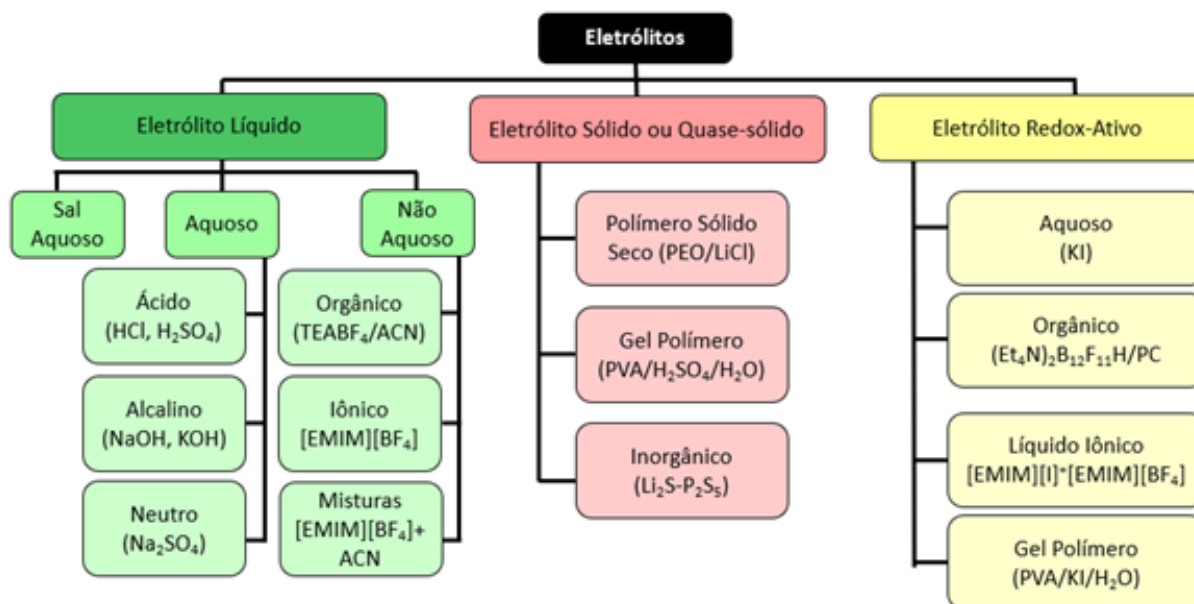 Eletrólitos
Eletrólito Líquido
Eletrólito Sólido ou Quase-sólido
Eletrólito Redox-Ativo
Sal
Aquoso
Aquoso
Não
Aquoso
Ácido
(HCl, H₂SO₄)
Alcalino
(NaOH, KOH)
Neutro
(Na₂SO₄)
Orgânico
(TEABF₄/ACN)
Iônico
[EMIM][BF₄]
Misturas
[EMIM][BF₄]+
ACN
Polímero Sólido
Seco (PEO/LiCl)
Gel Polímero
(PVA/H₂SO₄/H₂O)
Inorgânico
(Li₂S-P₂S₅)
Aquoso
(KI)
Orgânico
(Et₄N)₂B₁₂F₁₁H/PC
Líquido Iônico
[EMIM][I]⁺[EMIM][BF₄]
Gel Polímero
(PVA/KI/H₂O)